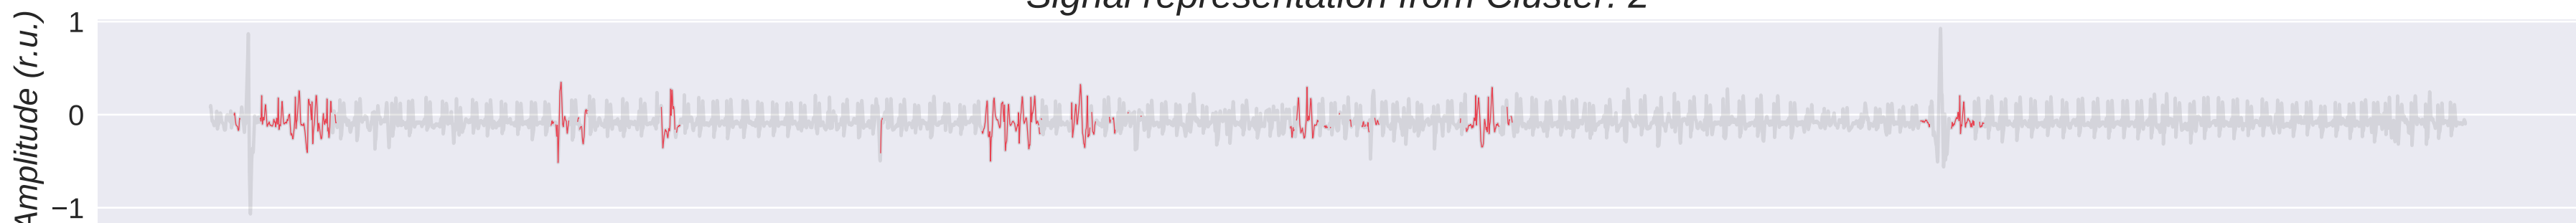 Signal representation from Cluster: 2
Amplitude (r.u.)
1
0
−1